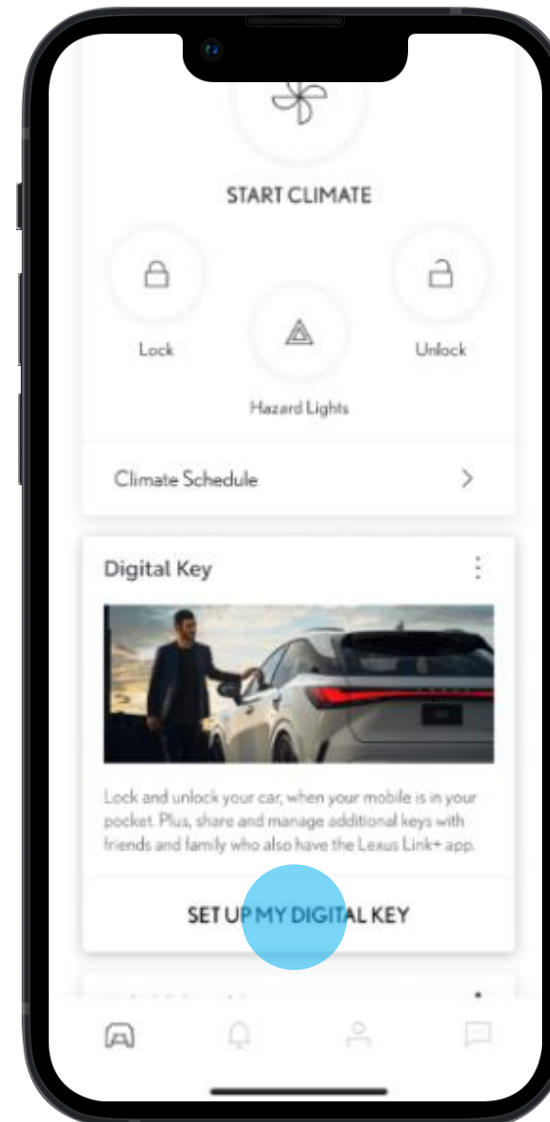 START CLIMATE
Lock
Unlock
Hazard Lights
Climate Schedule
Digital Key
Lock and unlock your car, when your mobile is in your
pocket. Plus, share and manage additional keys with
friends and family who also have the Lexus Link+ app.
SET UP MY DIGITAL KEY